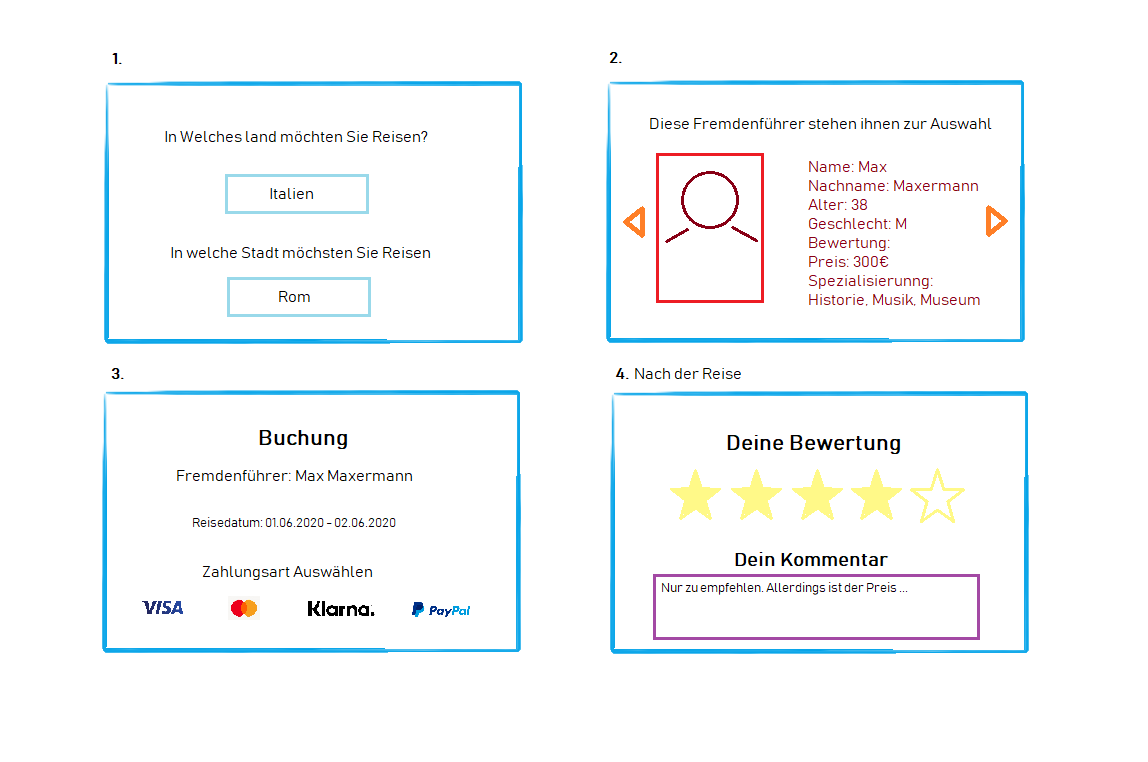 1.
In Welches land möchten Sie Reisen?
Italien
In welche Stadt möchsten Sie Reisen
Rom
2.
Diese Fremdenführer stehen ihnen zur Auswahl
Name: Max
Nachname: Maxermann
Alter: 38
Geschlecht: M
Bewertung:
Preis: 300€
Spezialisierunng:
Historie, Musik, Museum
3.
Buchung
Fremdenführer: Max Maxermann
Reisedatum: 01.06.2020 - 02.06.2020
Zahlungsart Auswählen
VISA
Klarna.
PayPal
4. Nach der Reise
Deine Bewertung
Dein Kommentar
Nur zu empfehlen. Allerdings ist der Preis ...